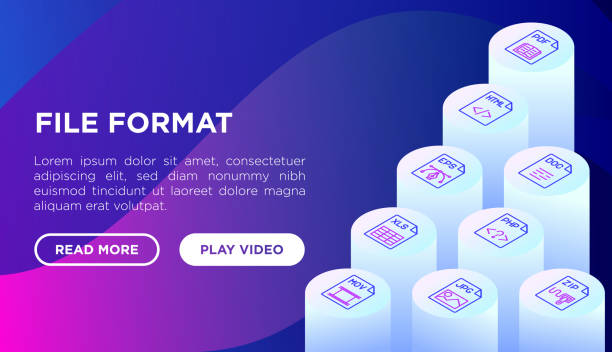 FILE FORMAT
Lorem ipsum dolor sit amet, consectetuer
adipiscing elit, sed diam nonummy nibh
euismod tincidunt ut laoreet dolore magna
aliquam erat volutpat.
READ MORE
PLAY VIDEO
PDF
HTML
</>
EPS
DOC
XLS
PHP
<?>
MOV
JPG
ZIP